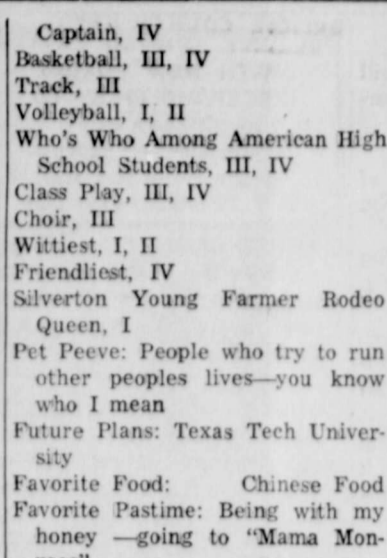 Captain, IV
Basketball, III, IV
Track, III
Volleyball, I, II
Who's Who Among American High
School Students, III, IV
Class Play, III, IV
Choir, III
Wittiest, I, II
Friendliest, IV
Silverton Young Farmer Rodeo
Queen, I
Pet Peeve: People who try to run
other peoples lives—you know
who I mean
Future Plans: Texas Tech Univer-
sity
Favorite Food: Chinese Food
Favorite Pastime: Being with my
honey —going to "Mama Mon-